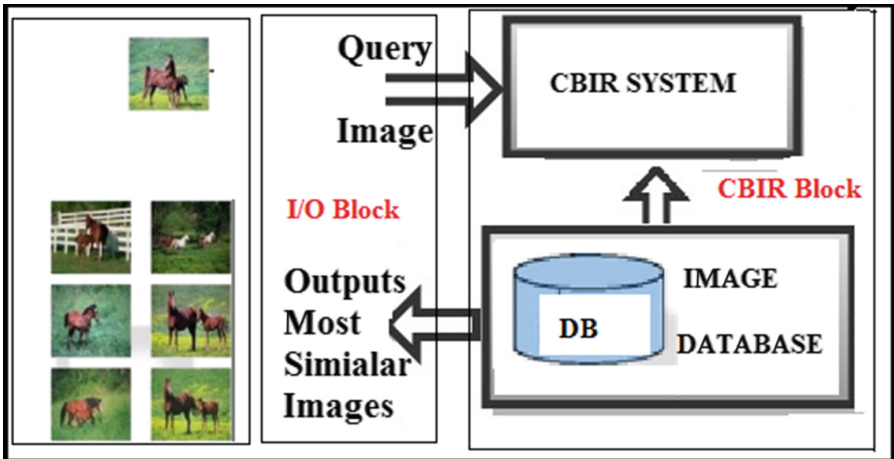 Query
Image
I/O Block
Outputs
Most
Simialar
Images
CBIR SYSTEM
CBIR Block
DB
IMAGE
DATABASE